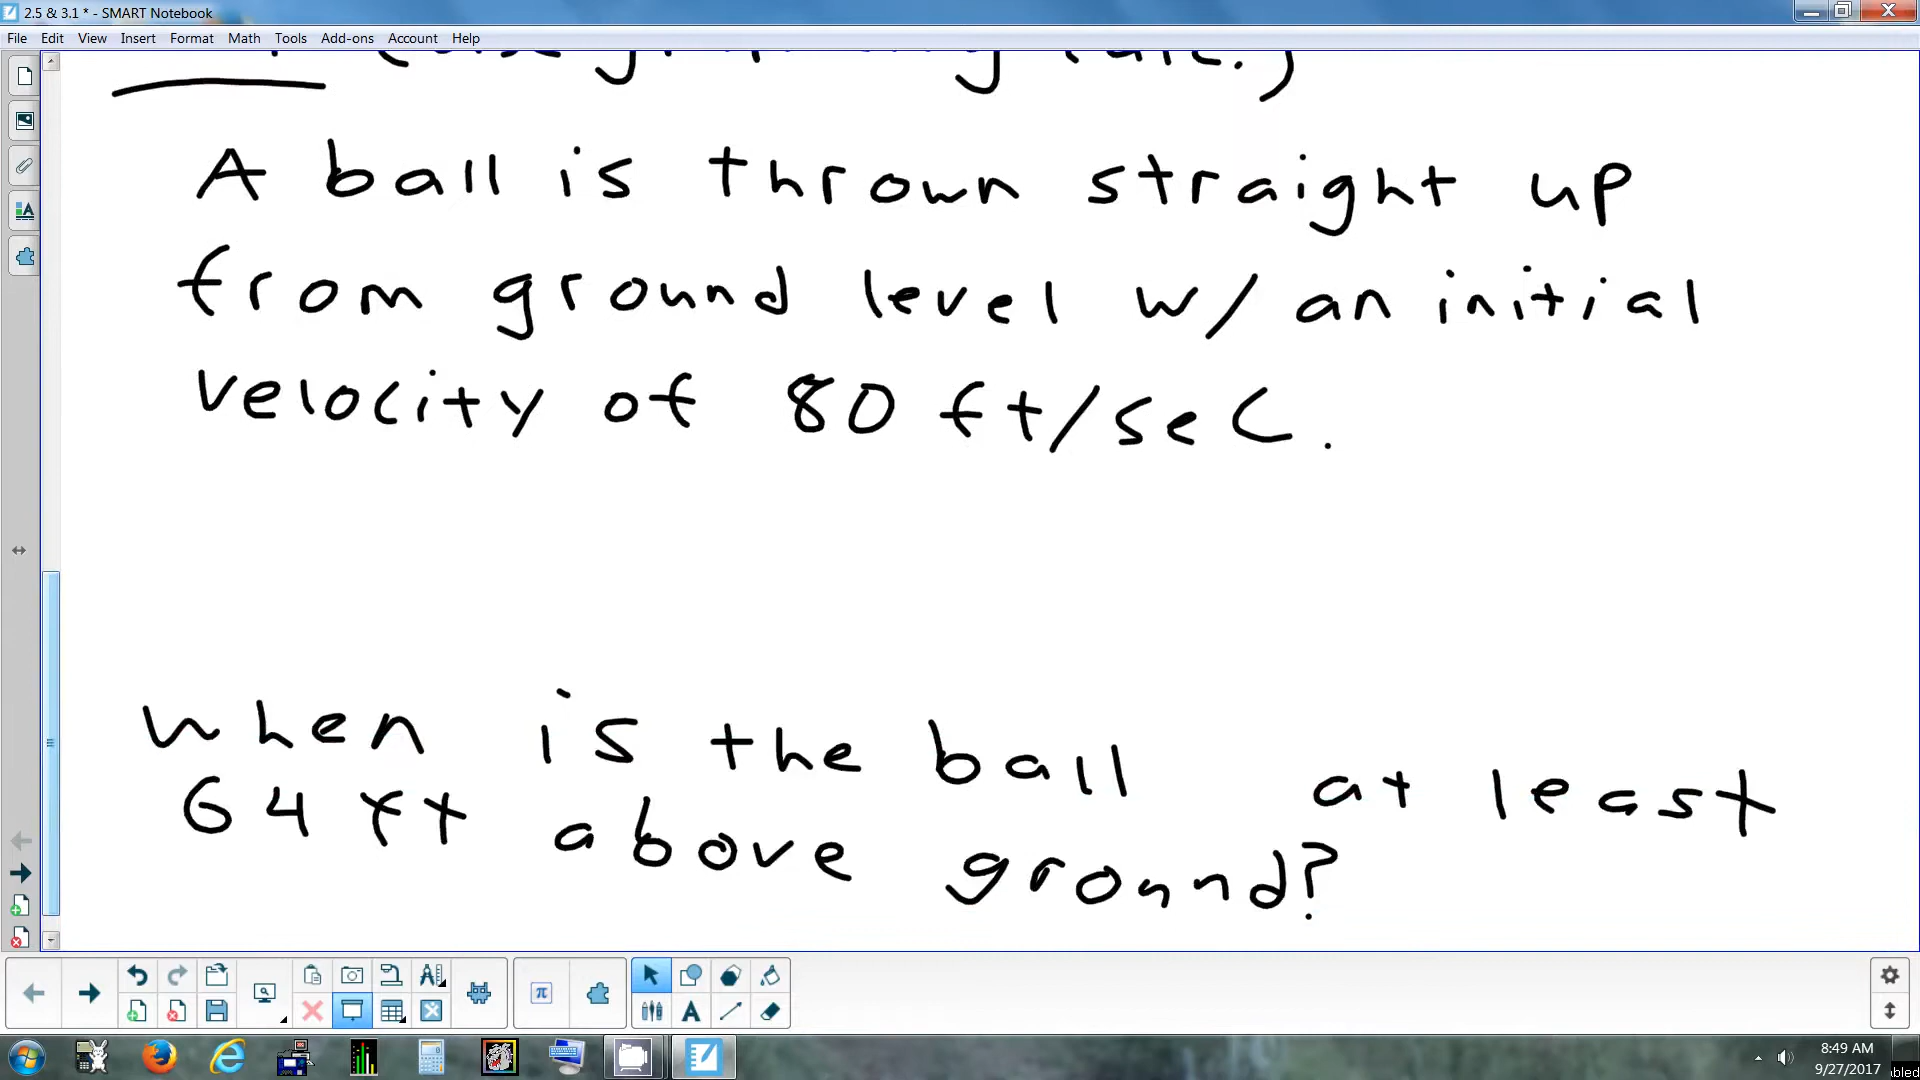 2.5 & 3.1 * - SMART Notebook
File Edit View Insert Format Math Tools Add-ons Account Help
A ball is thrown straight up
from ground level w/ an initial
velocity of 80 ft/sec.
when is the ball at least
64 ft above ground?
π
A
8:49 AM
9/27/2017